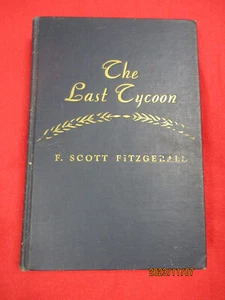 The
Last Tycoon
F. SCOTT FITZGERALD